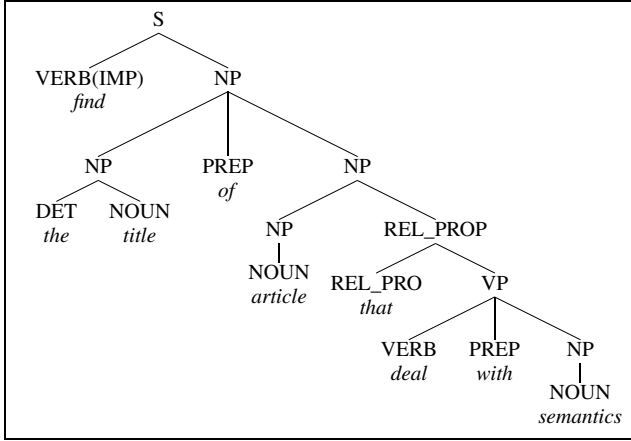 S
VERB(IMP) NP
find
NP PREP NP
of
DET NOUN NP REL_PROP
the title
NOUN REL_PRO VP
article that
VERB PREP NP
deal with
NOUN
semantics